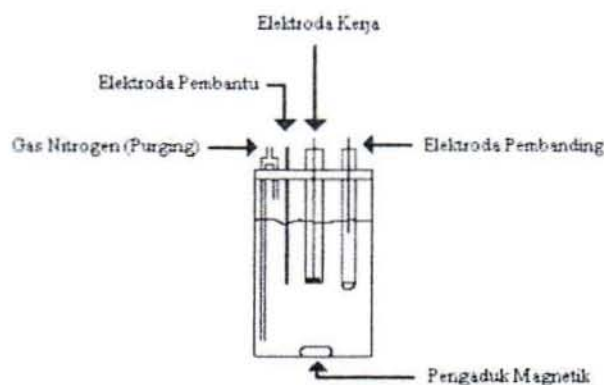 Elektroda Kerja
Elektroda Pembantu
Gas Nitrogen (Purging)
Elektroda Pembanding
Pengaduk Magnetik